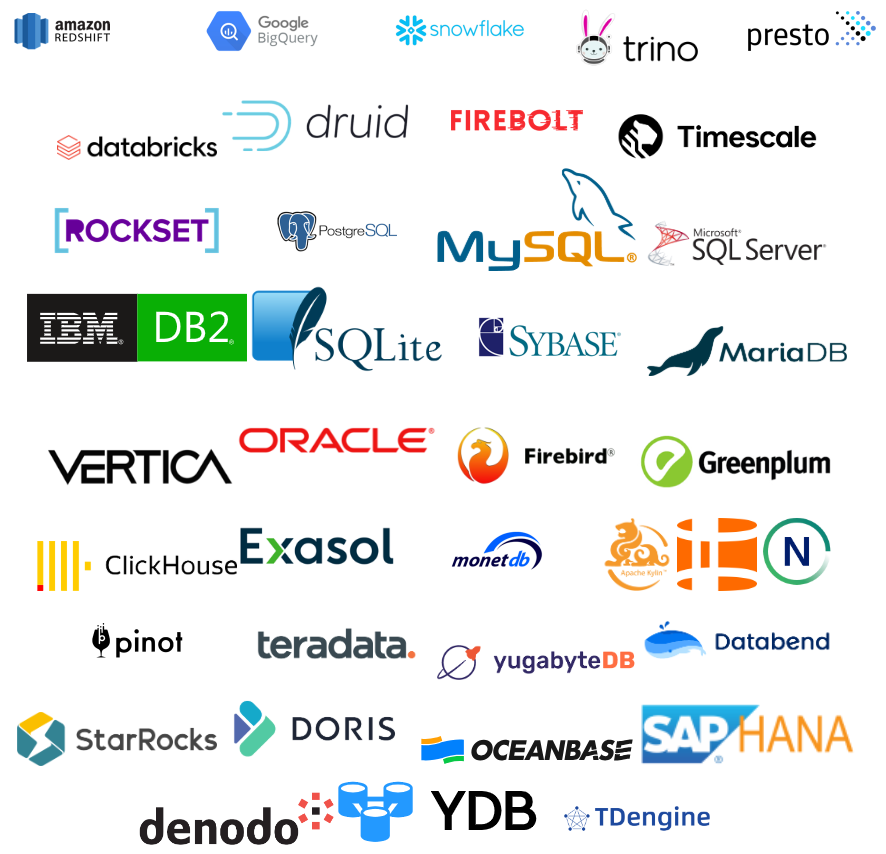 amazon
REDSHIFT
Google
BigQuery
snowflake
trino
presto
databricks
druid
FIREBOLT
Timescale
[ROCKSET]
PostgreSQL
MySQL®
Microsoft®
SQL Server®
IBM®
DB2®
SQLite
SYBASE®
MariaDB
VERTICA
ORACLE®
Firebird®
Greenplum
ClickHouse
Exasol
monetdb
Apache Kylin™
N
pinot
teradata.
yugabyteDB
Databend
StarRocks
DORIS
OCEANBASE
SAP® HANA
denodo
YDB
TDengine